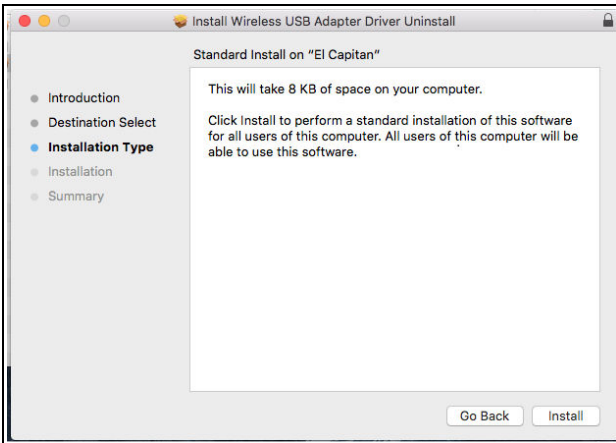 Install Wireless USB Adapter Driver Uninstall
Standard Install on “El Capitan”
Introduction
Destination Select
Installation Type
Installation
Summary
This will take 8 KB of space on your computer.
Click Install to perform a standard installation of this software
for all users of this computer. All users of this computer will be
able to use this software.
Go Back
Install